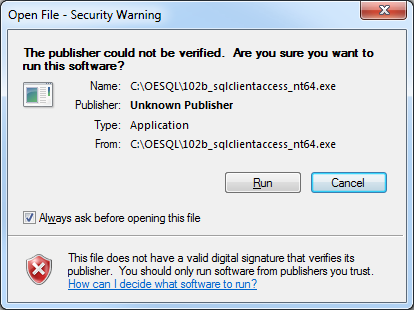 Open File - Security Warning
The publisher could not be verified.  Are you sure you want to
run this software?
Name: C:\OESQL\102b_sqlclientaccess_nt64.exe
Publisher: Unknown Publisher
Type: Application
From: C:\OESQL\102b_sqlclientaccess_nt64.exe
Run Cancel
Always ask before opening this file
This file does not have a valid digital signature that verifies its
publisher.  You should only run software from publishers you trust.
How can I decide what software to run?